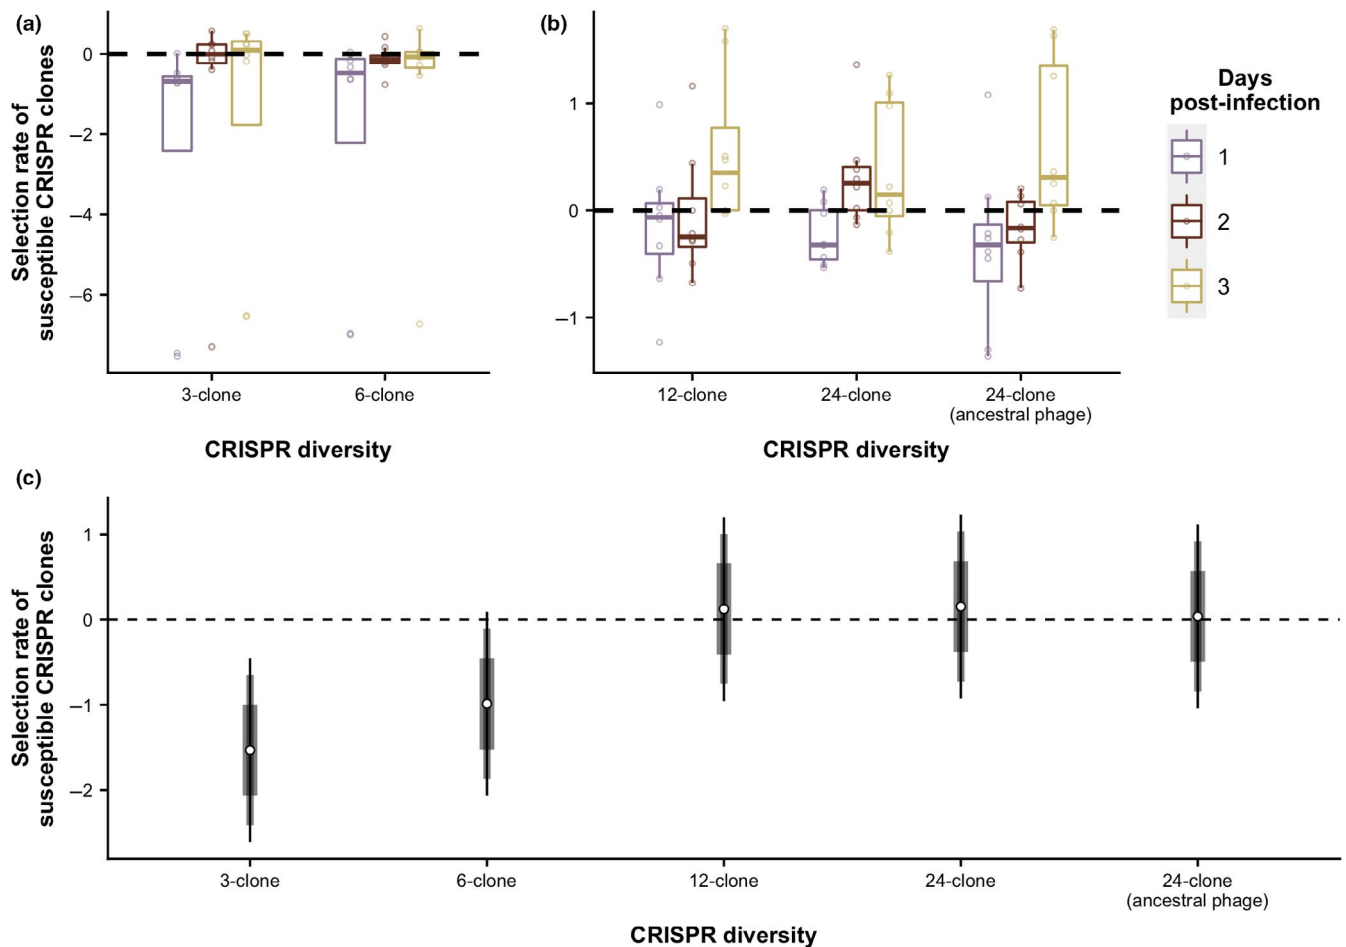 (a)
Selection rate of
susceptible CRISPR clones
0
−2
−4
−6
3-clone
6-clone
CRISPR diversity
(b)
1
0
−1
12-clone
24-clone
24-clone
(ancestral phage)
CRISPR diversity
Days
post-infection
1
2
3
(c)
Selection rate of
susceptible CRISPR clones
1
0
−1
−2
3-clone
6-clone
12-clone
24-clone
24-clone
(ancestral phage)
CRISPR diversity